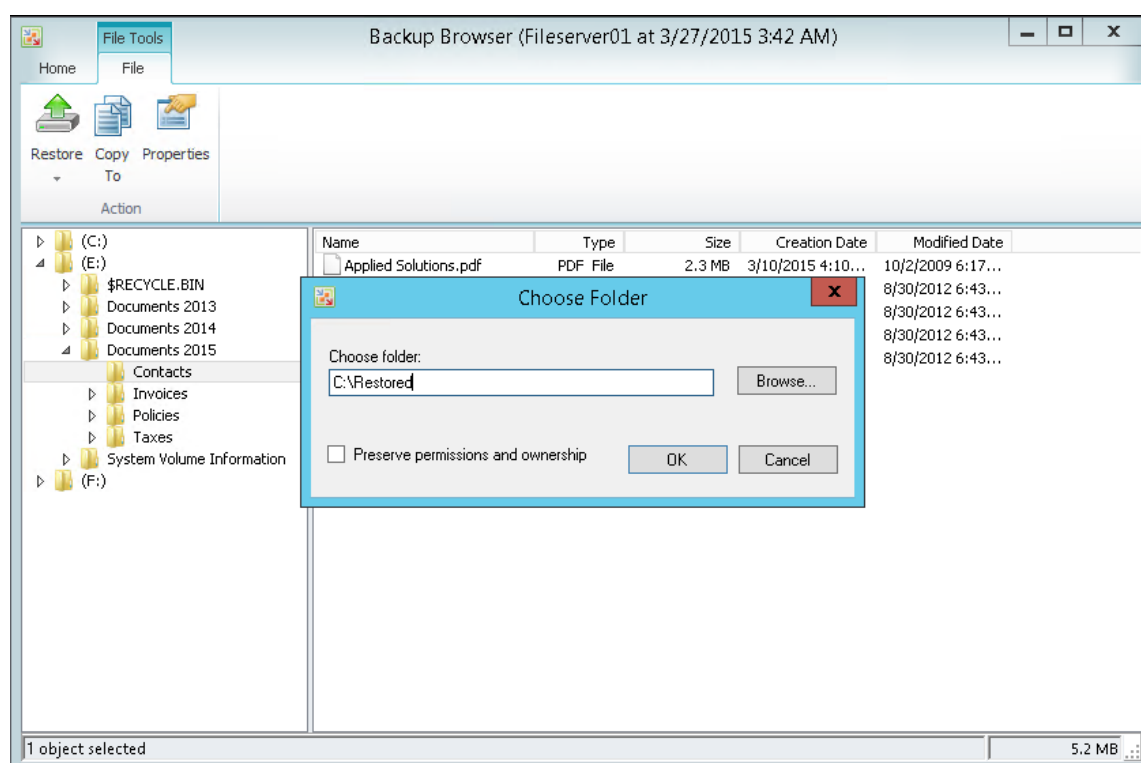 File Tools
Backup Browser (Fileserver01 at 3/27/2015 3:42 AM)
Home File
Restore Copy To Properties
Action
(C:)
(E:)
$RECYCLE.BIN
Documents 2013
Documents 2014
Documents 2015
Contacts
Invoices
Policies
Taxes
System Volume Information
(F:)
Name Type Size Creation Date Modified Date
Applied Solutions.pdf PDF File 2.3 MB 3/10/2015 4:10... 10/2/2009 6:17...
8/30/2012 6:43...
8/30/2012 6:43...
8/30/2012 6:43...
8/30/2012 6:43...
Choose Folder
Choose folder:
C:\Restored
Browse...
Preserve permissions and ownership
OK
Cancel
1 object selected
5.2 MB